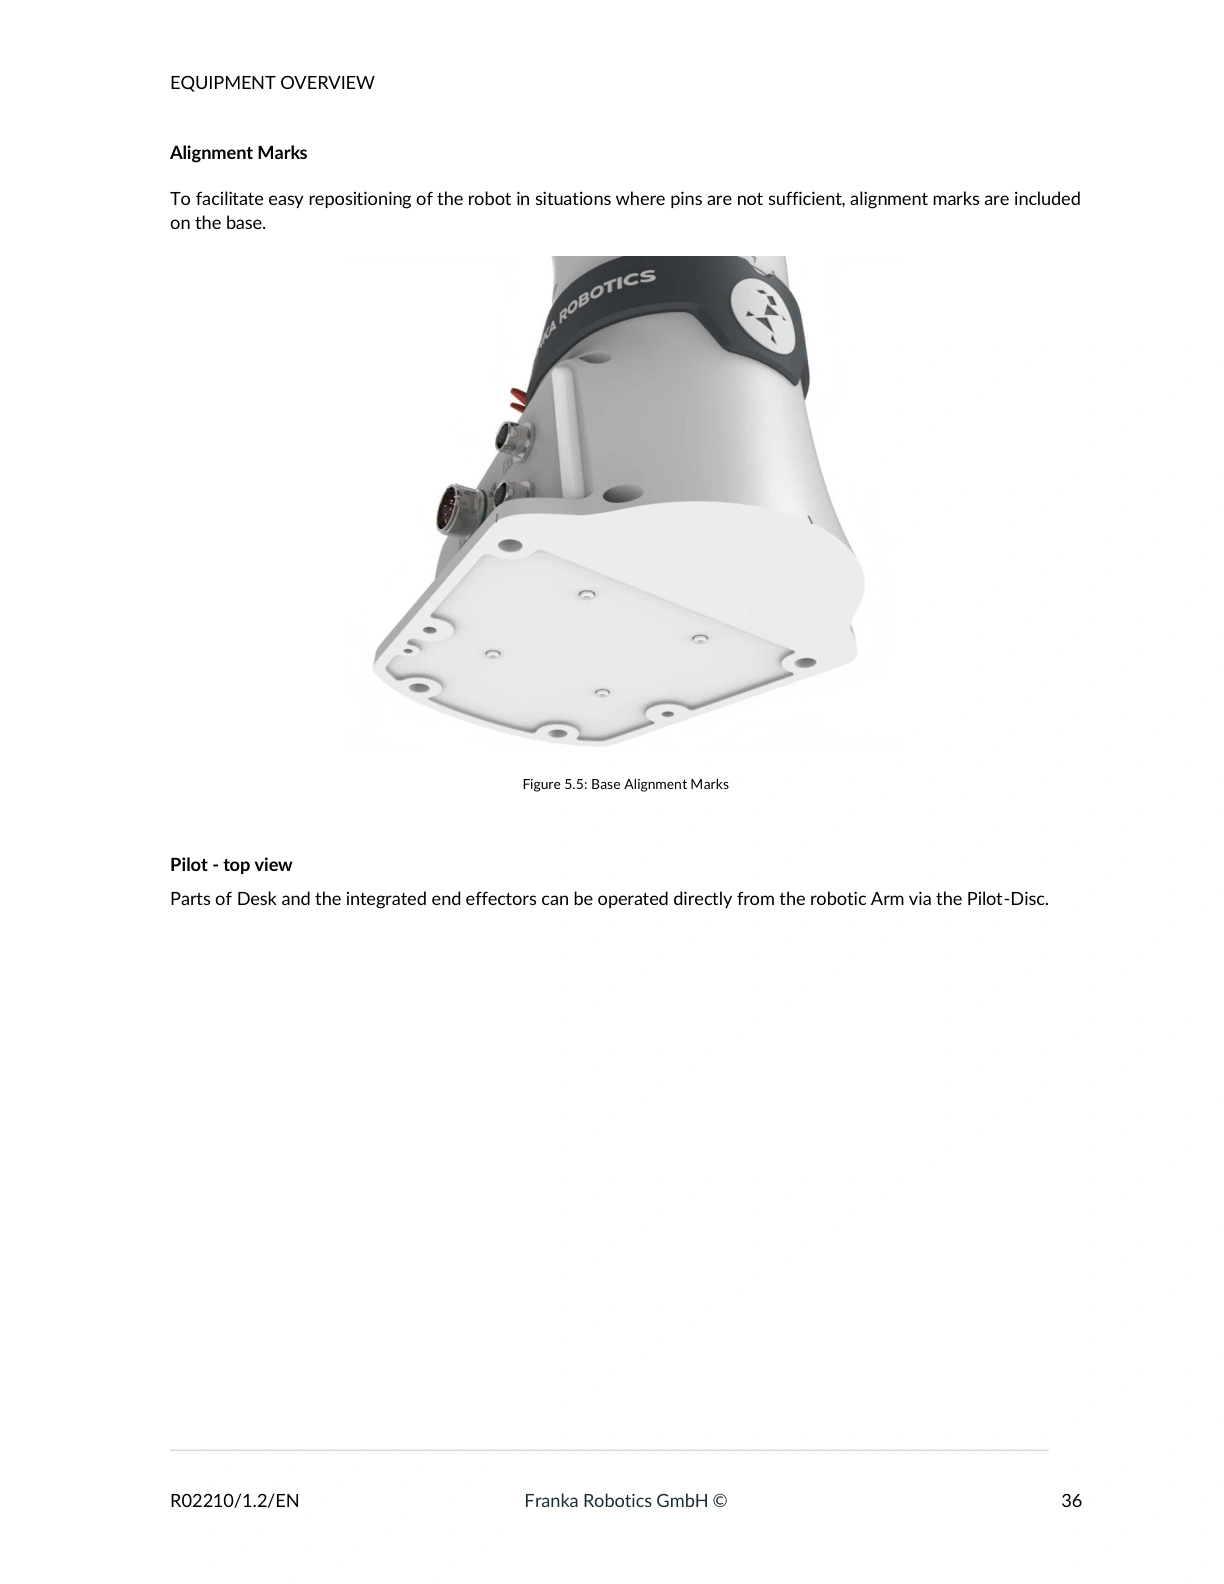 EQUIPMENT OVERVIEW
Alignment Marks
To facilitate easy repositioning of the robot in situations where pins are not sufficient, alignment marks are included
on the base.
KA ROBOTICS
Figure 5.5: Base Alignment Marks
Pilot - top view
Parts of Desk and the integrated end effectors can be operated directly from the robotic Arm via the Pilot-Disc.
R02210/1.2/EN
Franka Robotics GmbH ©
36